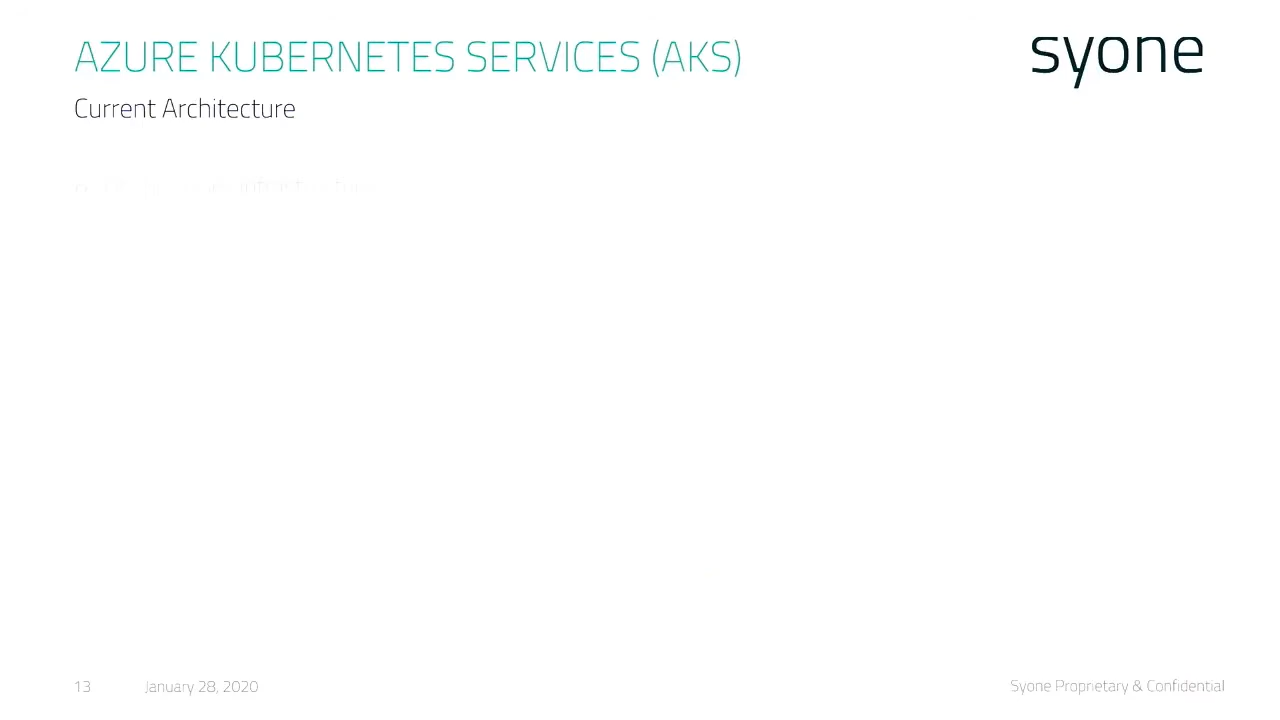 AZURE KUBERNETES SERVICES (AKS)
syone
Current Architecture
13
January 28, 2020
Syone Proprietary & Confidential